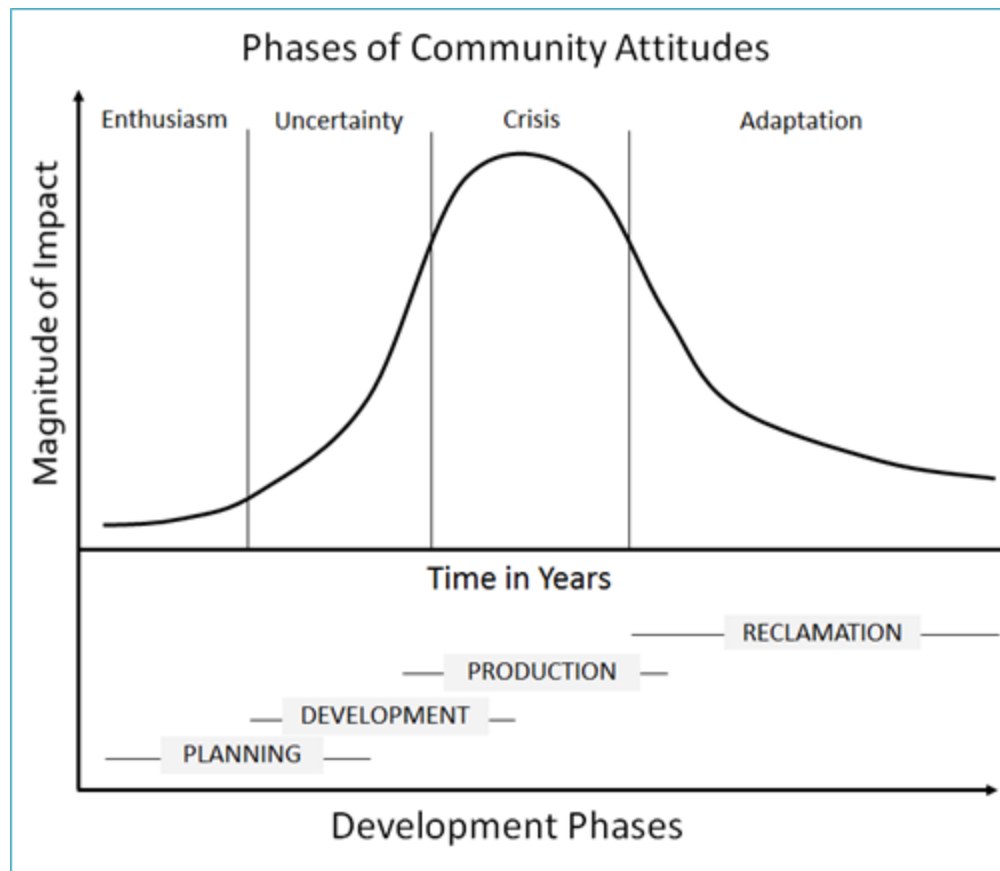 Phases of Community Attitudes
Enthusiasm
Uncertainty
Crisis
Adaptation
Magnitude of Impact
Time in Years
RECLAMATION
PRODUCTION
DEVELOPMENT
PLANNING
Development Phases